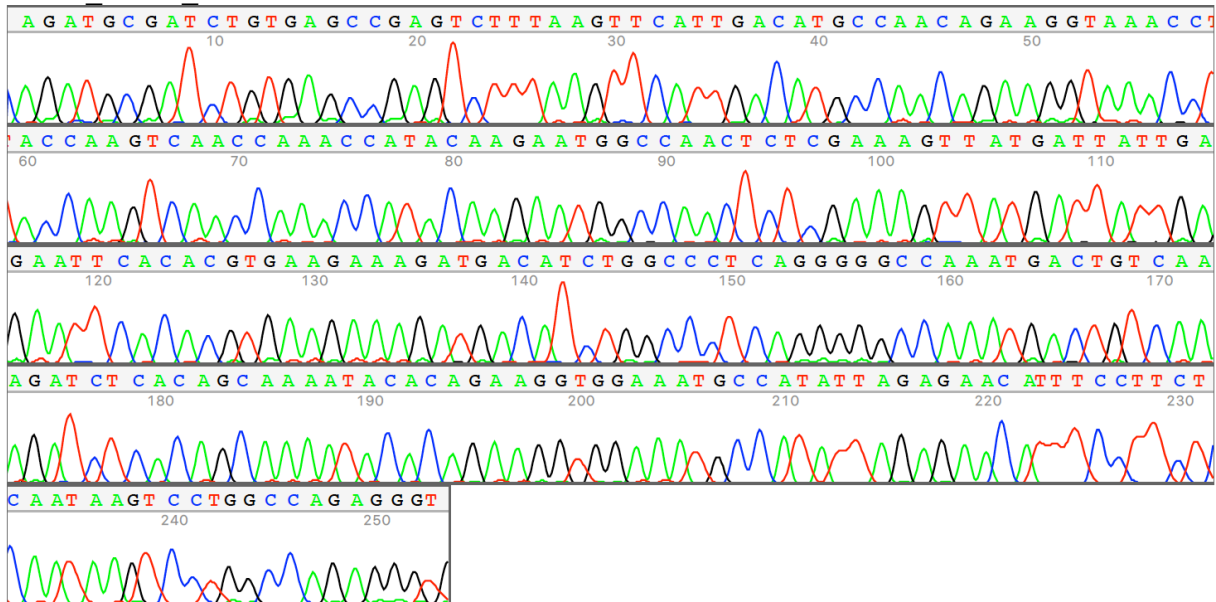 AGATGCGATCTGTGAGCCGAGTCTTTAAGTTCATTGACATGCCAACAGAAGGTAAACCT
10 20 30 40 50
TACCAAGTCAACCAAACCATACAAGAATGGCCAACTCTCGAAAGTTATGATTATTGA
60 70 80 90 100 110
GAATTCACACGTGAAGAAAGATGACATCTGGCCCTCAGGGGGCCAAATGACTGTCAA
120 130 140 150 160 170
AGATCTCACAGCAAAATACACAGAAGGTGGAAATGCCATATTAGAGAACATTTCCTTCT
180 190 200 210 220 230
CAATAAGTCCTGGCCAGAGGGT
240 250